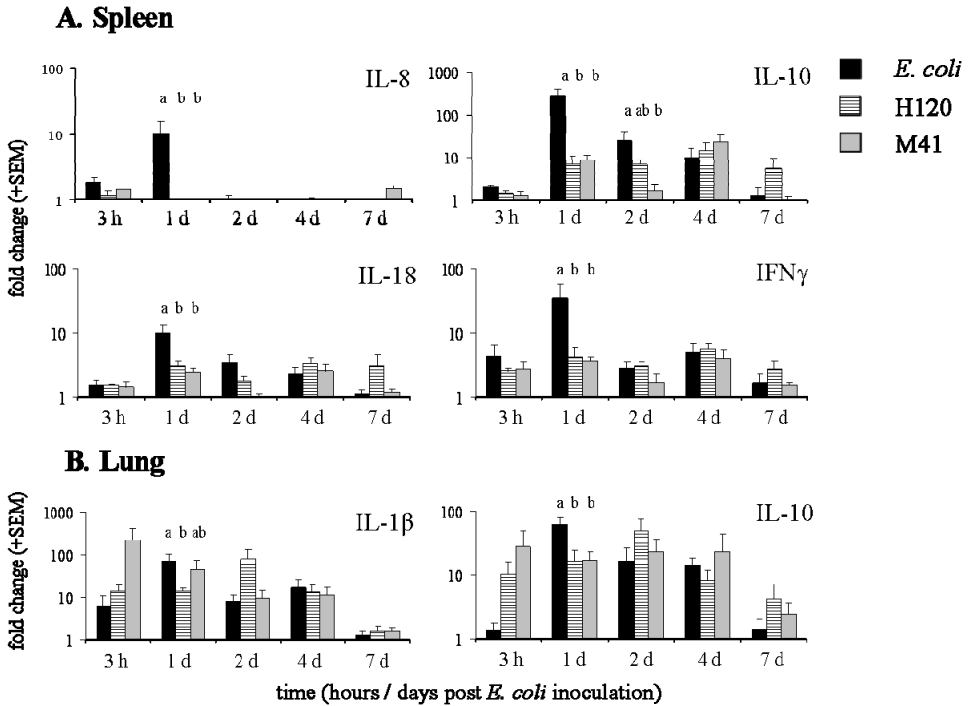 A. Spleen
fold change (+SEM)
IL-8
100
10
1
a b b
3 h 1 d 2 d 4 d 7 d
IL-10
1000
100
10
1
a b b
a ab b
3 h 1 d 2 d 4 d 7 d
E. coli
H120
M41
IL-18
100
10
1
a b b
3 h 1 d 2 d 4 d 7 d
IFNγ
100
10
1
a b b
3 h 1 d 2 d 4 d 7 d
B. Lung
fold change (+SEM)
IL-1β
1000
100
10
1
a b ab
3 h 1 d 2 d 4 d 7 d
IL-10
100
10
1
a b b
3 h 1 d 2 d 4 d 7 d
time (hours / days post E. coli inoculation)